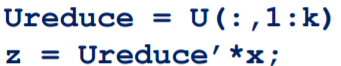 Ureduce = U(:,1:k)
z = Ureduce'*x;